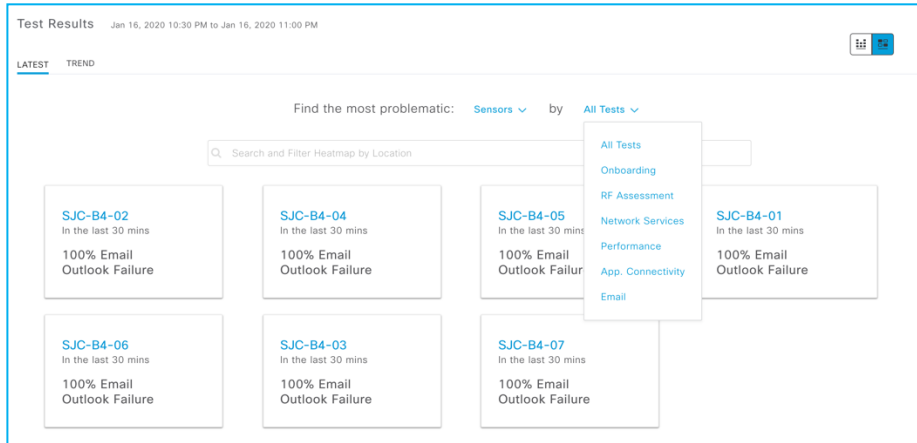 Test Results Jan 16, 2020 10:30 PM to Jan 16, 2020 11:00 PM
LATEST TREND
Find the most problematic: Sensors by All Tests
Search and Filter Heatmap by Location
All Tests
Onboarding
RF Assessment
Network Services
Performance
App. Connectivity
Email
SJC-B4-02
In the last 30 mins
100% Email
Outlook Failure
SJC-B4-04
In the last 30 mins
100% Email
Outlook Failure
SJC-B4-05
In the last 30 mins
100% Email
Outlook Failur
SJC-B4-01
In the last 30 mins
100% Email
Outlook Failure
SJC-B4-06
In the last 30 mins
100% Email
Outlook Failure
SJC-B4-03
In the last 30 mins
100% Email
Outlook Failure
SJC-B4-07
In the last 30 mins
100% Email
Outlook Failure